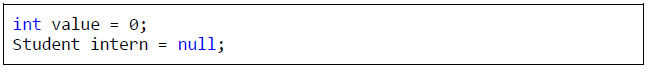 int value = 0;
Student intern = null;